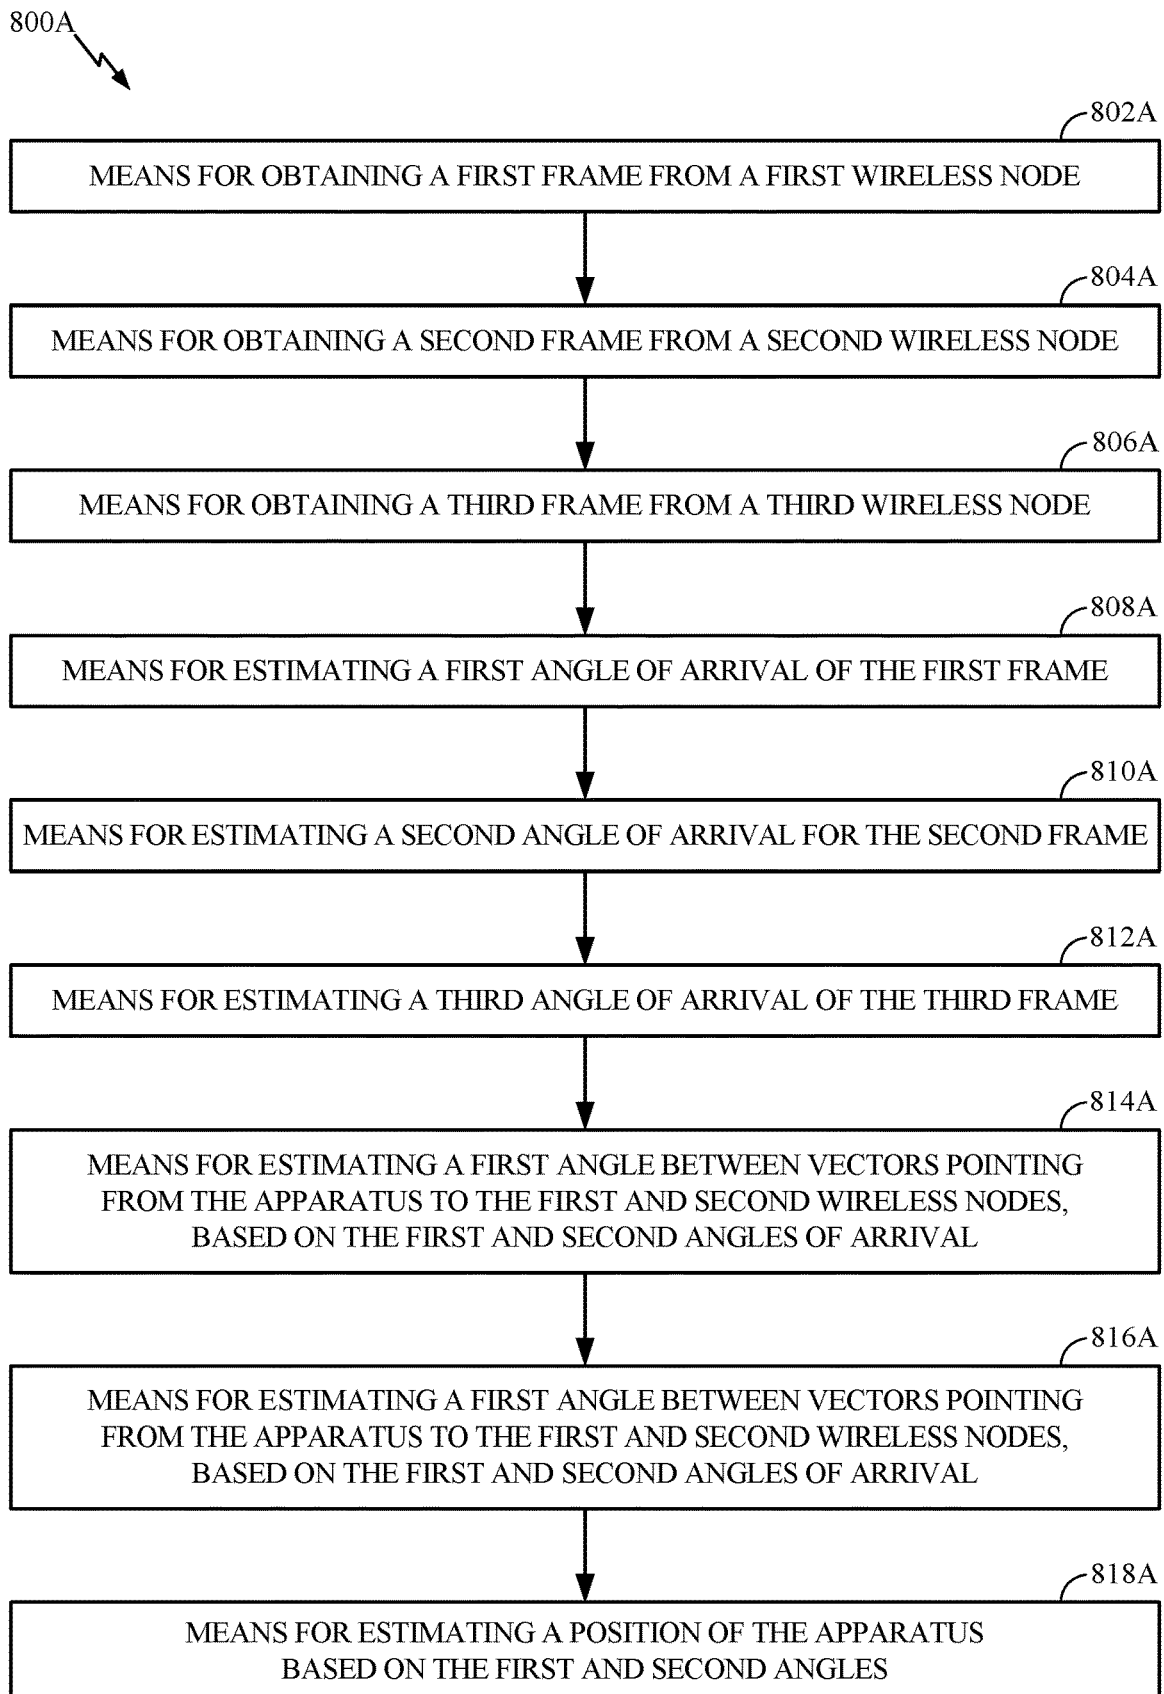 800A
802A
MEANS FOR OBTAINING A FIRST FRAME FROM A FIRST WIRELESS NODE
804A
MEANS FOR OBTAINING A SECOND FRAME FROM A SECOND WIRELESS NODE
806A
MEANS FOR OBTAINING A THIRD FRAME FROM A THIRD WIRELESS NODE
808A
MEANS FOR ESTIMATING A FIRST ANGLE OF ARRIVAL OF THE FIRST FRAME
810A
MEANS FOR ESTIMATING A SECOND ANGLE OF ARRIVAL FOR THE SECOND FRAME
812A
MEANS FOR ESTIMATING A THIRD ANGLE OF ARRIVAL OF THE THIRD FRAME
814A
MEANS FOR ESTIMATING A FIRST ANGLE BETWEEN VECTORS POINTING
FROM THE APPARATUS TO THE FIRST AND SECOND WIRELESS NODES,
BASED ON THE FIRST AND SECOND ANGLES OF ARRIVAL
816A
MEANS FOR ESTIMATING A FIRST ANGLE BETWEEN VECTORS POINTING
FROM THE APPARATUS TO THE FIRST AND SECOND WIRELESS NODES,
BASED ON THE FIRST AND SECOND ANGLES OF ARRIVAL
818A
MEANS FOR ESTIMATING A POSITION OF THE APPARATUS
BASED ON THE FIRST AND SECOND ANGLES